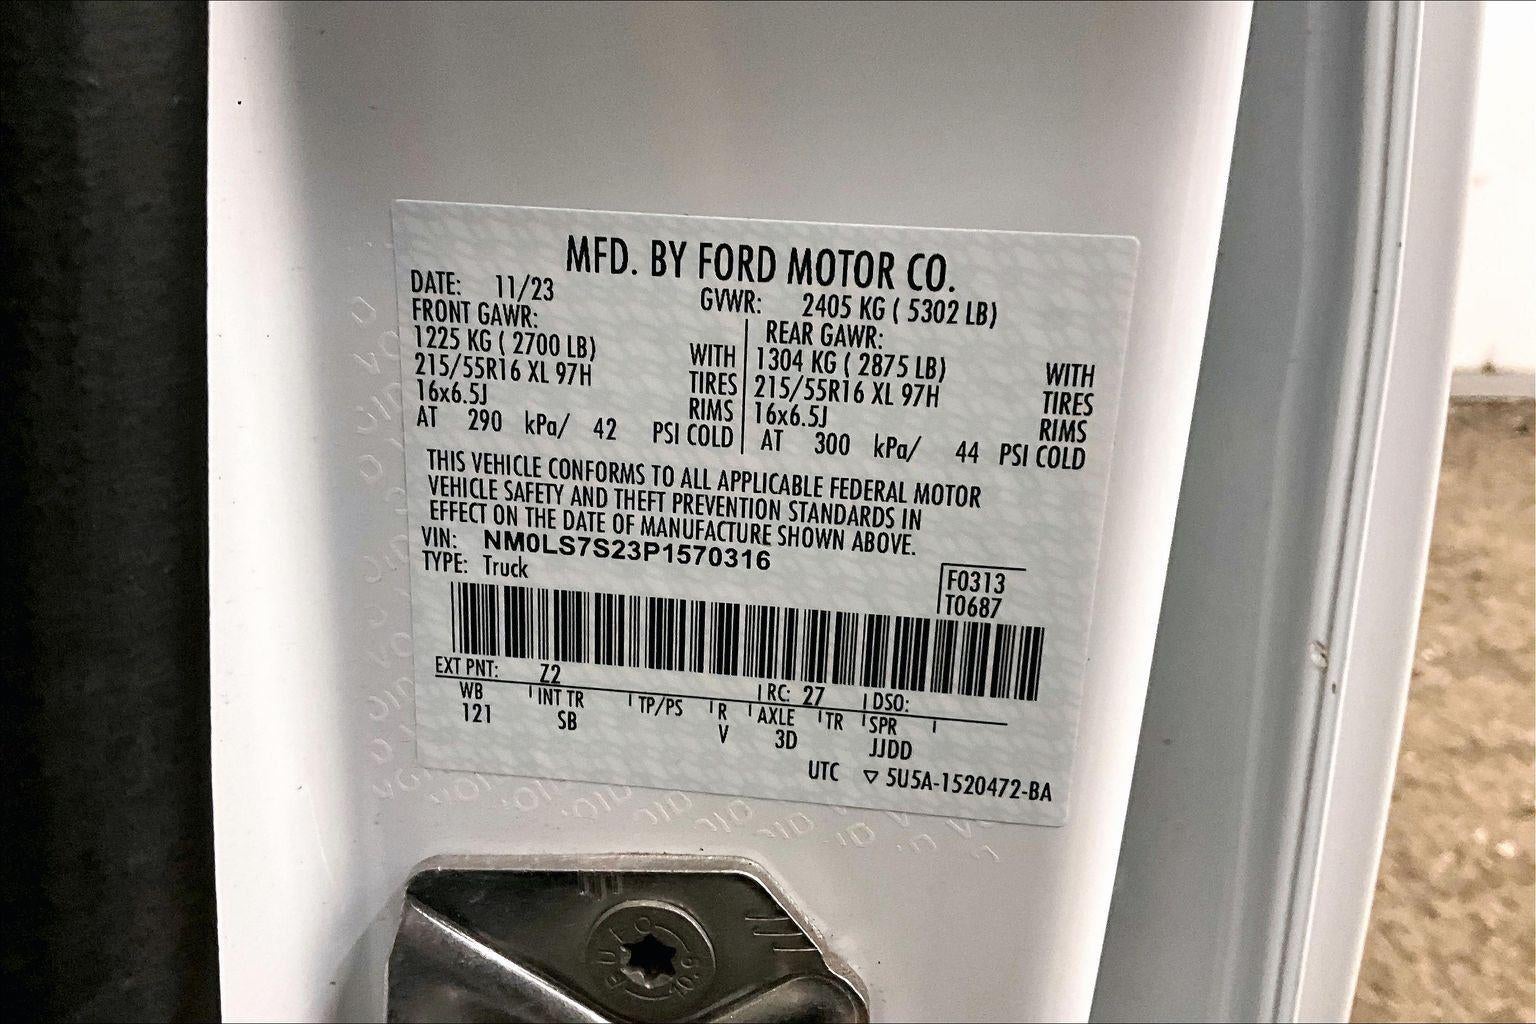 MFD. BY FORD MOTOR CO.
DATE: 11/23 GVWR: 2405 KG ( 5302 LB)
FRONT GAWR: REAR GAWR:
1225 KG ( 2700 LB) WITH 1304 KG ( 2875 LB) WITH
215/55R16 XL 97H TIRES 215/55R16 XL 97H TIRES
16x6.5J RIMS 16x6.5J RIMS
AT 290 kPa/ 42 PSI COLD AT 300 kPa/ 44 PSI COLD
THIS VEHICLE CONFORMS TO ALL APPLICABLE FEDERAL MOTOR
VEHICLE SAFETY AND THEFT PREVENTION STANDARDS IN
EFFECT ON THE DATE OF MANUFACTURE SHOWN ABOVE.
VIN: NM0LS7S23P1570316
TYPE: Truck
F0313
T0687
EXT PNT: Z2 RC: 27 DSO:
WB INT TR TP/PS R AXLE TR SPR
121 SB V 3D JJDD
UTC ▽ 5U5A-1520472-BA